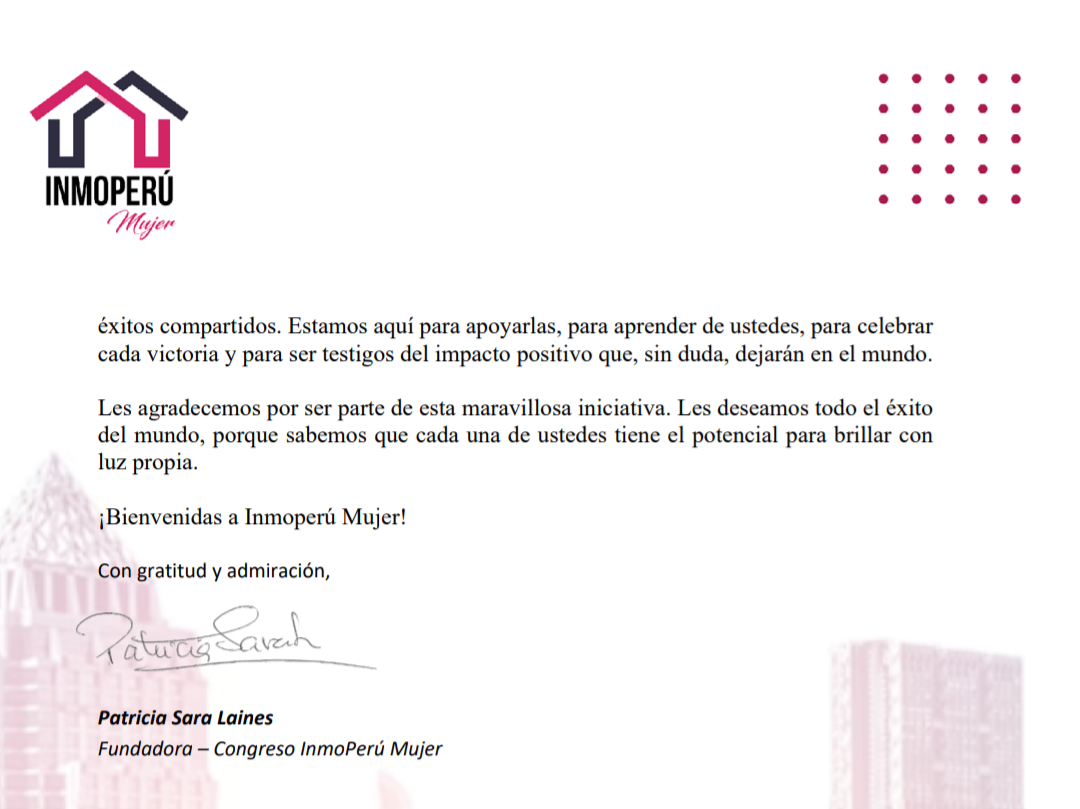 INMOPERÚ
Mujer
éxitos compartidos. Estamos aquí para apoyarlas, para aprender de ustedes, para celebrar
cada victoria y para ser testigos del impacto positivo que, sin duda, dejarán en el mundo.
Les agradecemos por ser parte de esta maravillosa iniciativa. Les deseamos todo el éxito
del mundo, porque sabemos que cada una de ustedes tiene el potencial para brillar con
luz propia.
¡Bienvenidas a Inmoperú Mujer!
Con gratitud y admiración,
Patricia Sarah
Patricia Sara Laines
Fundadora – Congreso InmoPerú Mujer